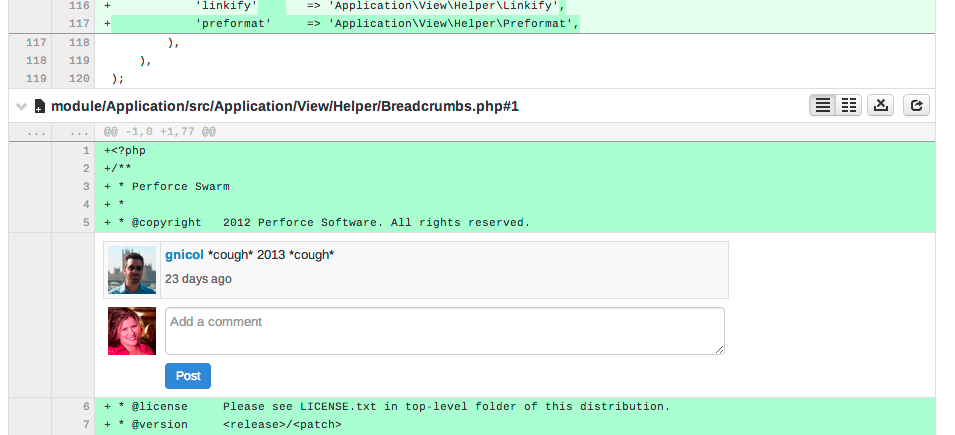 116 + 'linkify' => 'Application\View\Helper\Linkify',
117 + 'preformat' => 'Application\View\Helper\Preformat',
117 118 ),
118 119 ),
119 120 );
module/Application/src/Application/View/Helper/Breadcrumbs.php#1
... ... @@ -1,0 +1,77 @@
1 +<?php
2 +/**
3 + * Perforce Swarm
4 + *
5 + * @copyright 2012 Perforce Software. All rights reserved.
gnicol *cough* 2013 *cough*
23 days ago
Add a comment
Post
6 + * @license Please see LICENSE.txt in top-level folder of this distribution.
7 + * @version <release>/<patch>